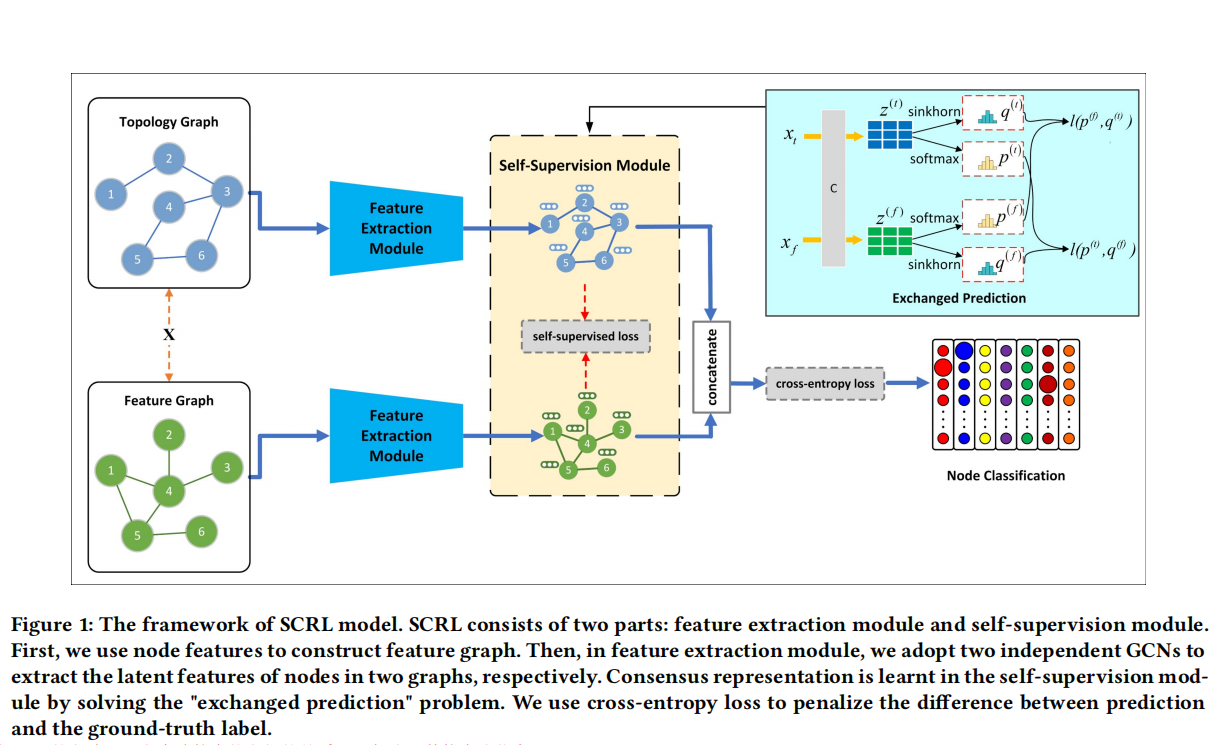 Topology Graph
2
1
3
4
5
6
X
Feature Graph
2
1
3
4
5
6
Feature
Extraction
Module
Feature
Extraction
Module
Self-Supervision Module
2
1
3
4
5
6
self-supervised loss
2
1
3
4
5
6
concatenate
cross-entropy loss
x_t
x_f
C
z^(t)
sinkhorn
softmax
q^(t)
p^(t)
l(p^(f),q^(t))
z^(f)
softmax
sinkhorn
p^(f)
q^(f)
l(p^(t),q^(f))
Exchanged Prediction
Node Classification
Figure 1: The framework of SCRL model. SCRL consists of two parts: feature extraction module and self-supervision module.
First, we use node features to construct feature graph. Then, in feature extraction module, we adopt two independent GCNs to
extract the latent features of nodes in two graphs, respectively. Consensus representation is learnt in the self-supervision mod-
ule by solving the "exchanged prediction" problem. We use cross-entropy loss to penalize the difference between prediction
and the ground-truth label.